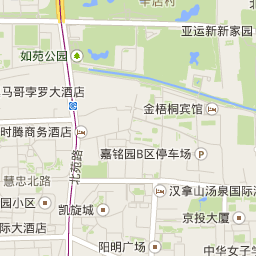 辛店村
亚运新新家园
如苑公园
马哥孛罗大酒店
金梧桐宾馆
时腾商务酒店
嘉铭园B区停车场
北苑路
慧忠北路
汉拿山汤泉国际
园小区
凯旋城
京投大厦
际大酒店
阳明广场
中华女子